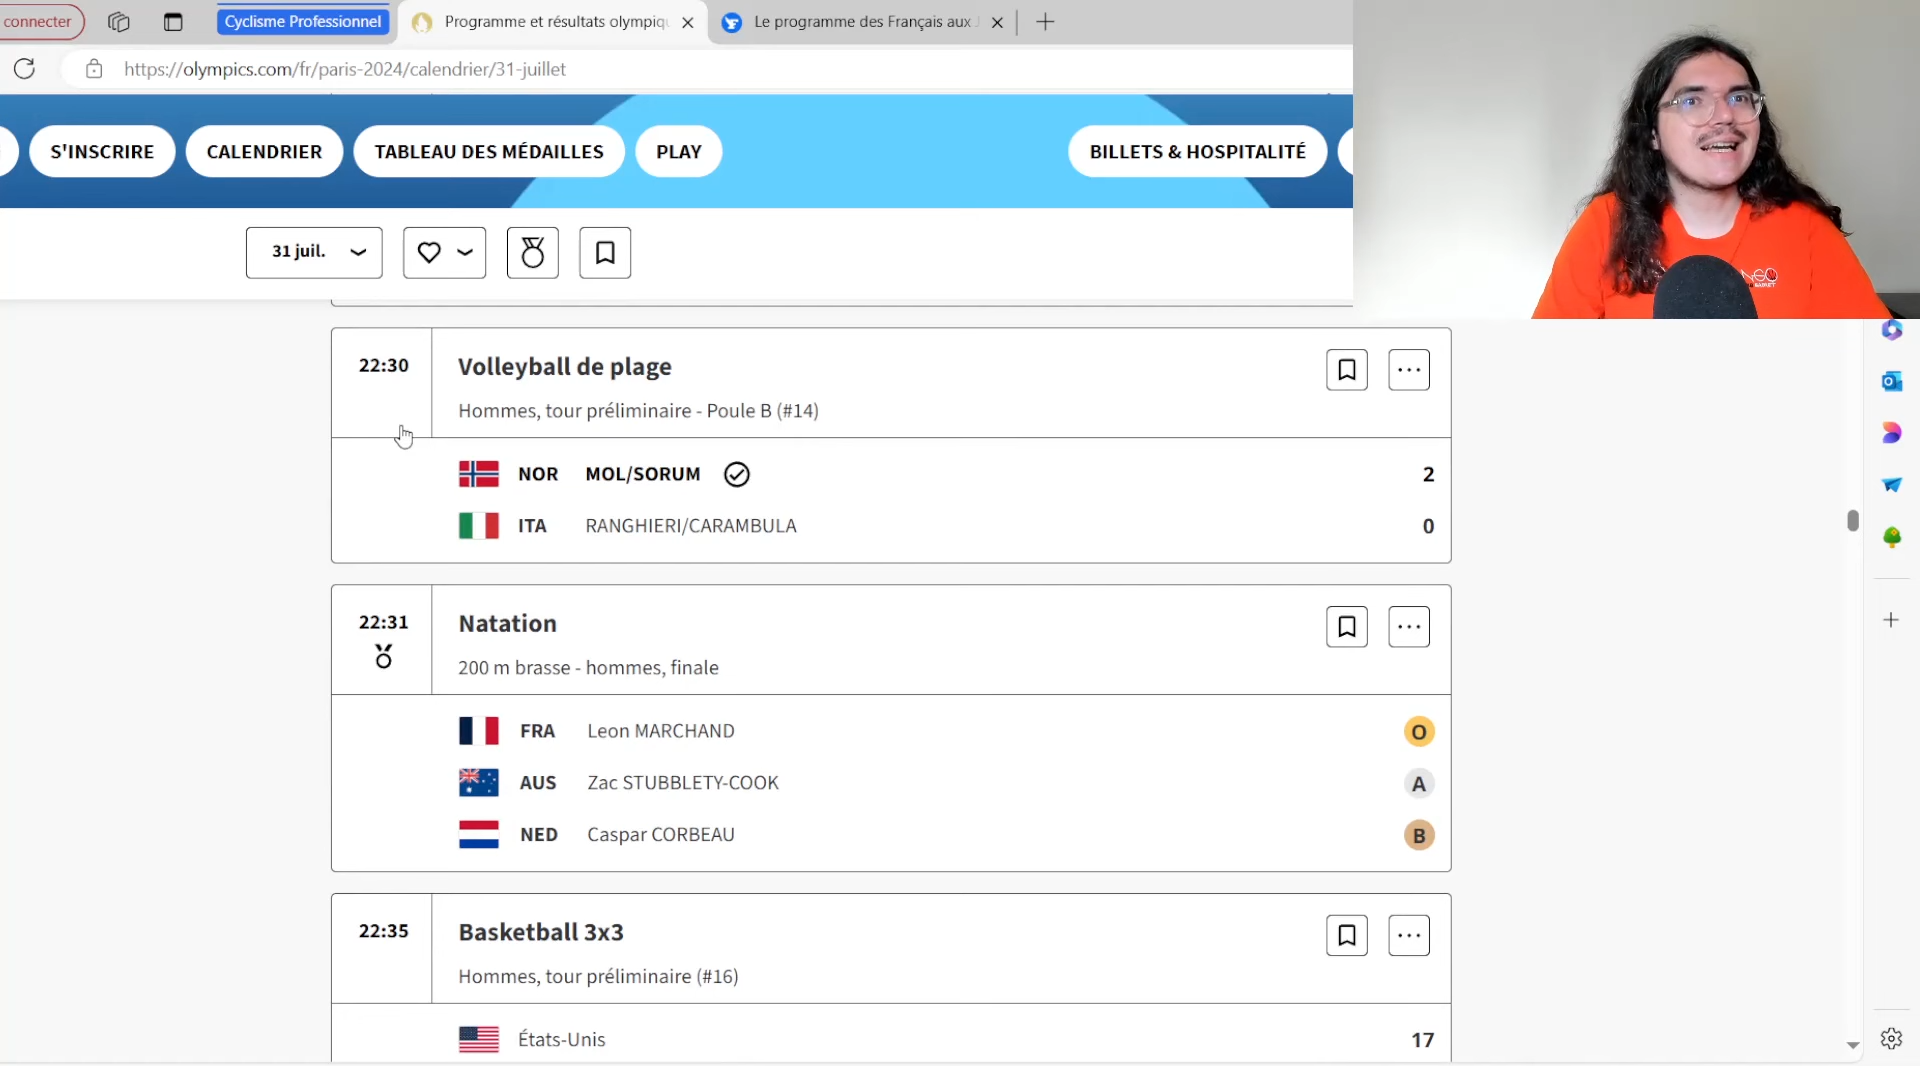 connecter
Cyclisme Professionnel
Programme et résultats olympiq
Le programme des Français aux J
https://olympics.com/fr/paris-2024/calendrier/31-juillet
S'INSCRIRE
CALENDRIER
TABLEAU DES MÉDAILLES
PLAY
BILLETS & HOSPITALITÉ
31 juil.
22:30
Volleyball de plage
Hommes, tour préliminaire - Poule B (#14)
NOR MOL/SORUM 2
ITA RANGHIERI/CARAMBULA 0
22:31
Natation
200 m brasse - hommes, finale
FRA Leon MARCHAND O
AUS Zac STUBBLETY-COOK A
NED Caspar CORBEAU B
22:35
Basketball 3x3
Hommes, tour préliminaire (#16)
États-Unis 17